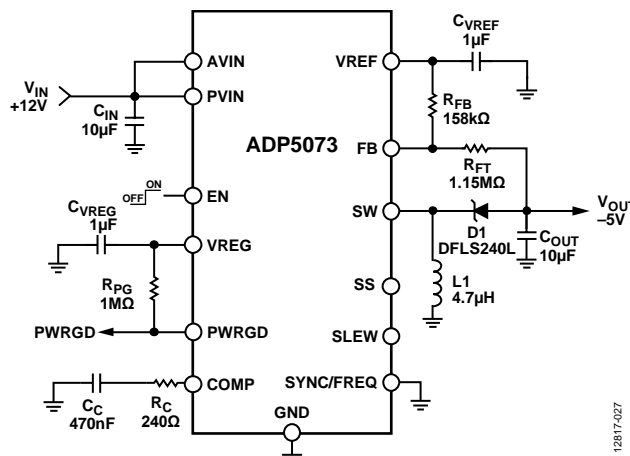 CVREF
1µF
AVIN
VREF
VIN
+12V
PVIN
RFB
158kΩ
CIN
10µF
ADP5073
FB
RFT
1.15MΩ
ON
OFF
EN
CVREG
1µF
SW
VOUT
–5V
D1
DFLS240L
COUT
10µF
VREG
L1
4.7µH
RPG
1MΩ
SS
PWRGD
PWRGD
SLEW
COMP
SYNC/FREQ
CC
470nF
RC
240Ω
GND
12817-027